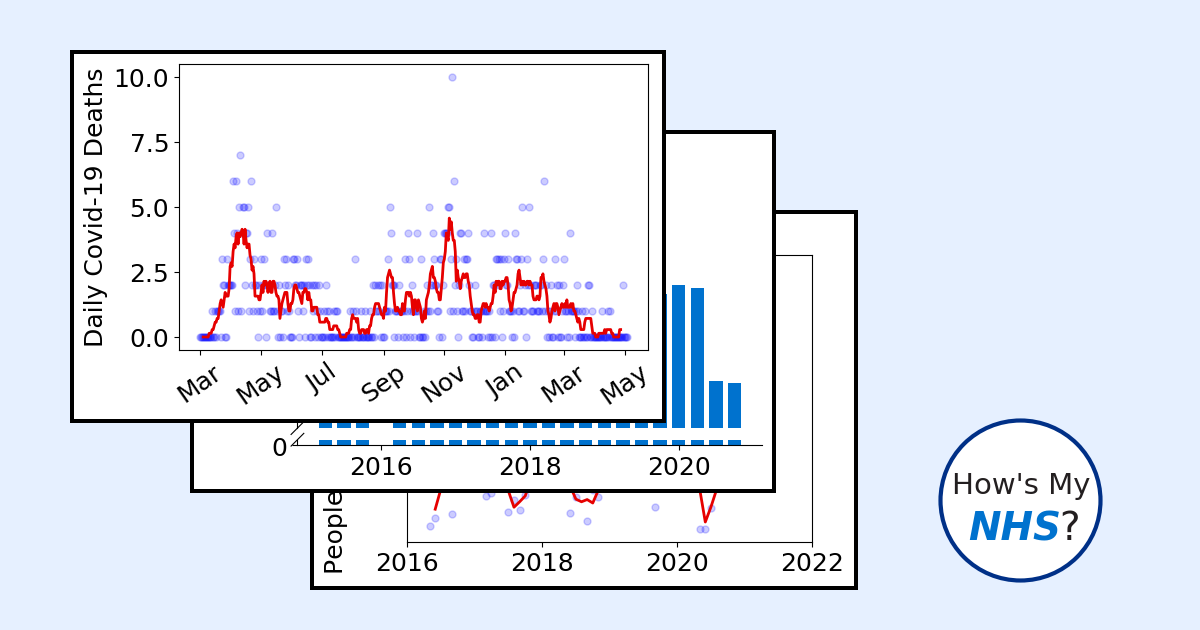 Daily Covid-19 Deaths
10.0
7.5
5.0
2.5
0.0
Mar May Jul Sep Nov Jan Mar May
0
2016 2018 2020
People
2016 2018 2020 2022
How's My
NHS?